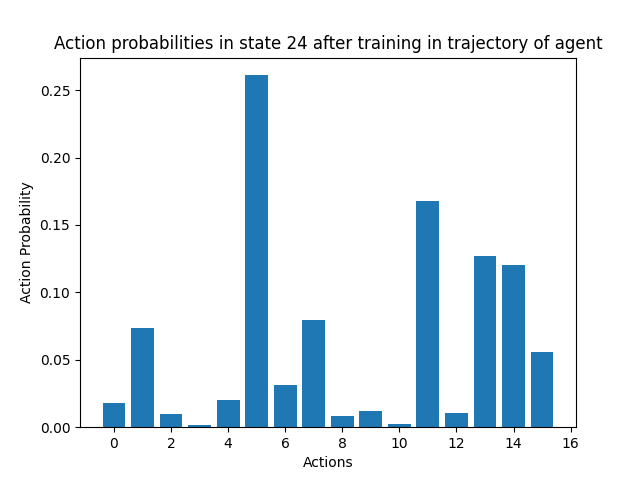 Action probabilities in state 24 after training in trajectory of agent
0.25
0.20
0.15
0.10
0.05
0.00
Action Probability
0 2 4 6 8 10 12 14 16
Actions